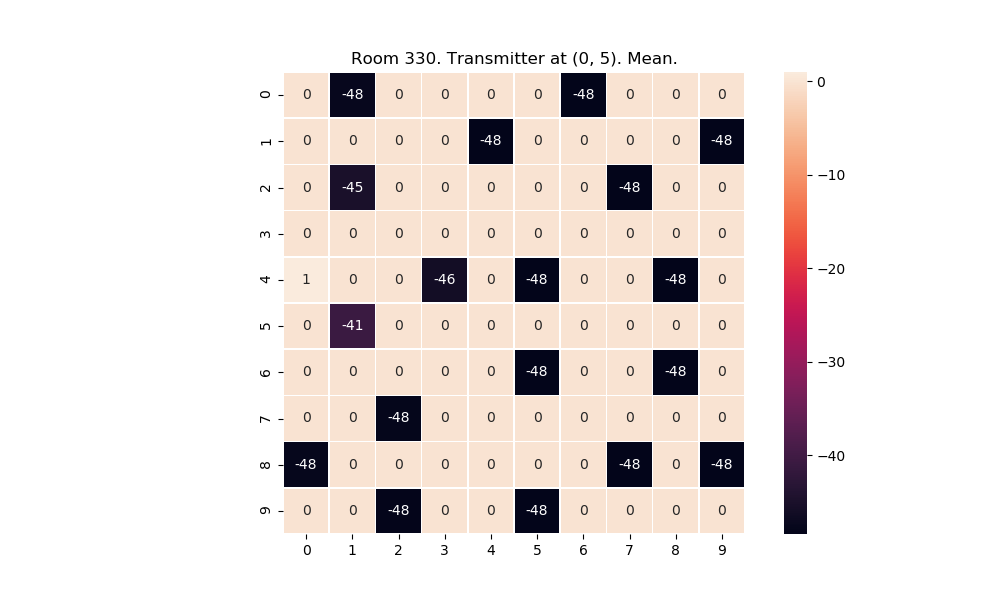 Room 330. Transmitter at (0, 5). Mean.
0 0 -48 0 0 0 0 -48 0 0 0
1 0 0 0 0 -48 0 0 0 0 -48
2 0 -45 0 0 0 0 0 -48 0 0
3 0 0 0 0 0 0 0 0 0 0
4 1 0 0 -46 0 -48 0 0 -48 0
5 0 -41 0 0 0 0 0 0 0 0
6 0 0 0 0 0 -48 0 0 -48 0
7 0 0 -48 0 0 0 0 0 0 0
8 -48 0 0 0 0 0 0 -48 0 -48
9 0 0 -48 0 0 -48 0 0 0 0
0 1 2 3 4 5 6 7 8 9
0
−10
−20
−30
−40